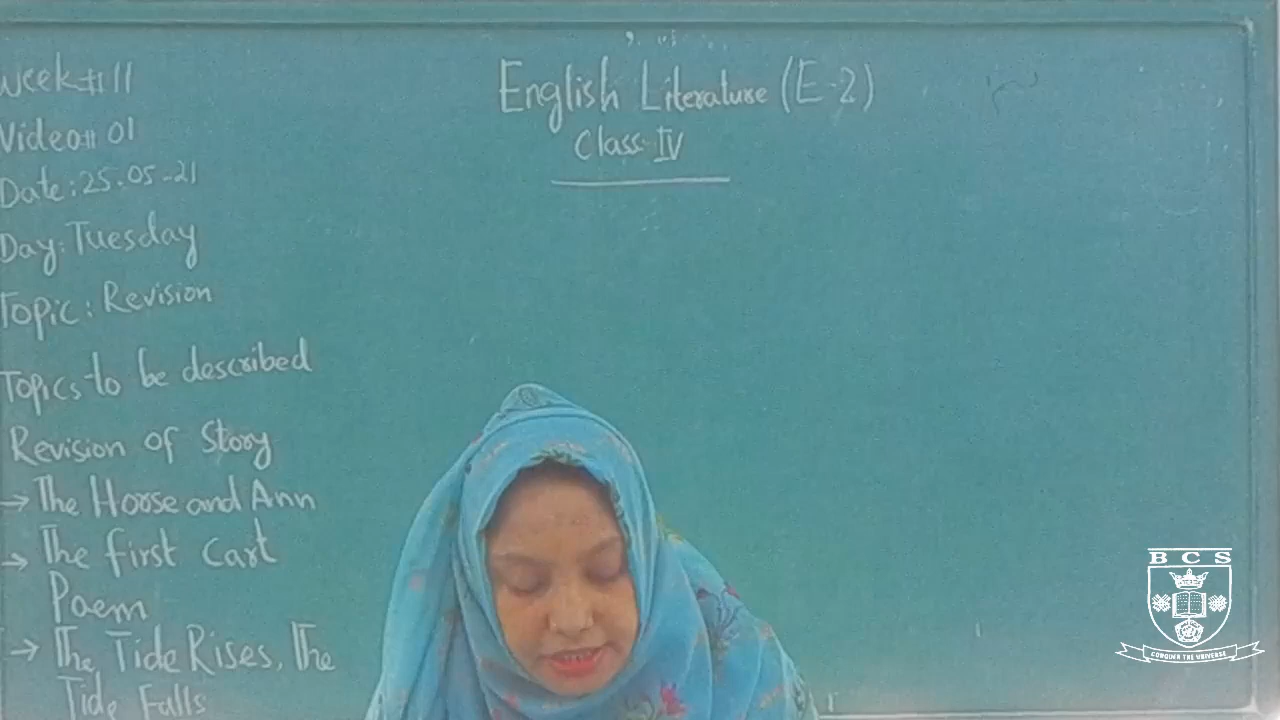 English Literature (E-2)
Class: IV
Week # 11
Video # 01
Date: 25.05-21
Day: Tuesday
Topic: Revision
Topics to be described
Revision of Story
→ The Horse and Ann
→ The first Cart
Poem
→ The Tide Rises, The
Tide Falls
BCS
CONQUER THE UNIVERSE